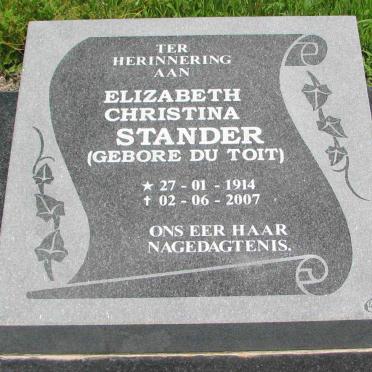 TER
HERINNERING
AAN
ELIZABETH
CHRISTINA
STANDER
(GEBORE DU TOIT)
★ 27 - 01 - 1914
✝ 02 - 06 - 2007
ONS EER HAAR
NAGEDAGTENIS.